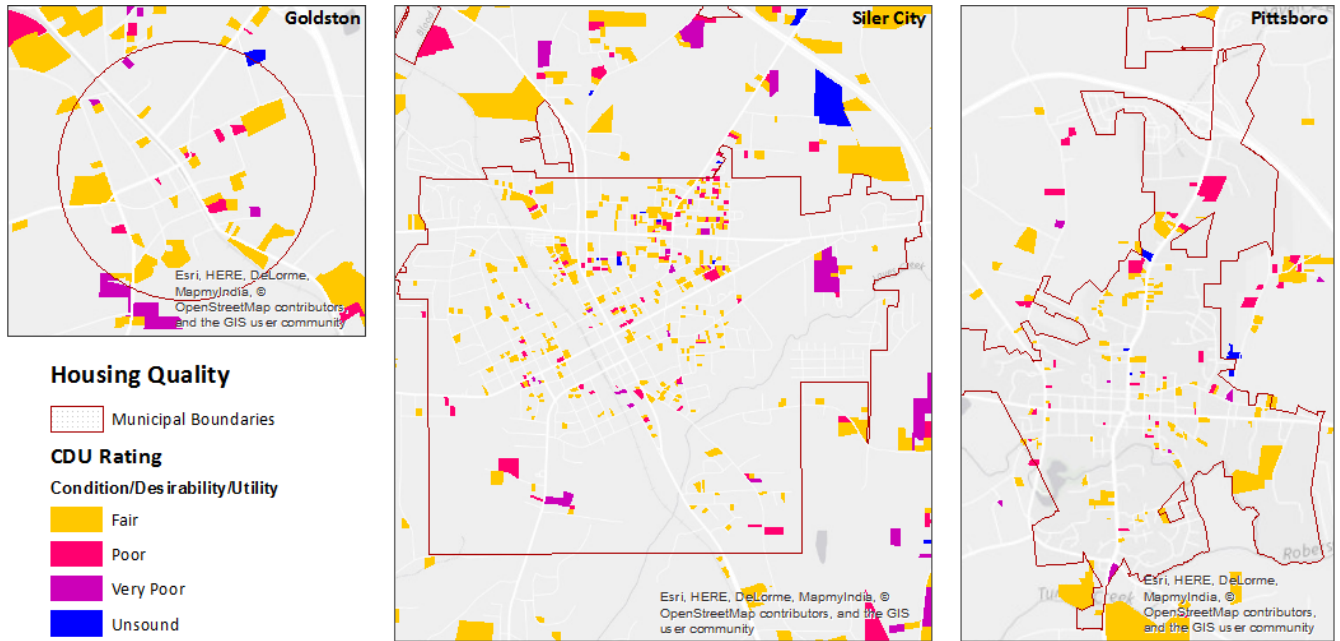 Goldston
Esri, HERE, DeLorme,
MapmyIndia, ©
OpenStreetMap contributors,
and the GIS user community
Siler City
Esri, HERE, DeLorme, MapmyIndia, ©
OpenStreetMap contributors, and the GIS
user community
Pittsboro
Esri, HERE, DeLorme,
MapmyIndia, ©
OpenStreetMap contributors,
and the GIS user community
Housing Quality
Municipal Boundaries
CDU Rating
Condition/Desirability/Utility
Fair
Poor
Very Poor
Unsound